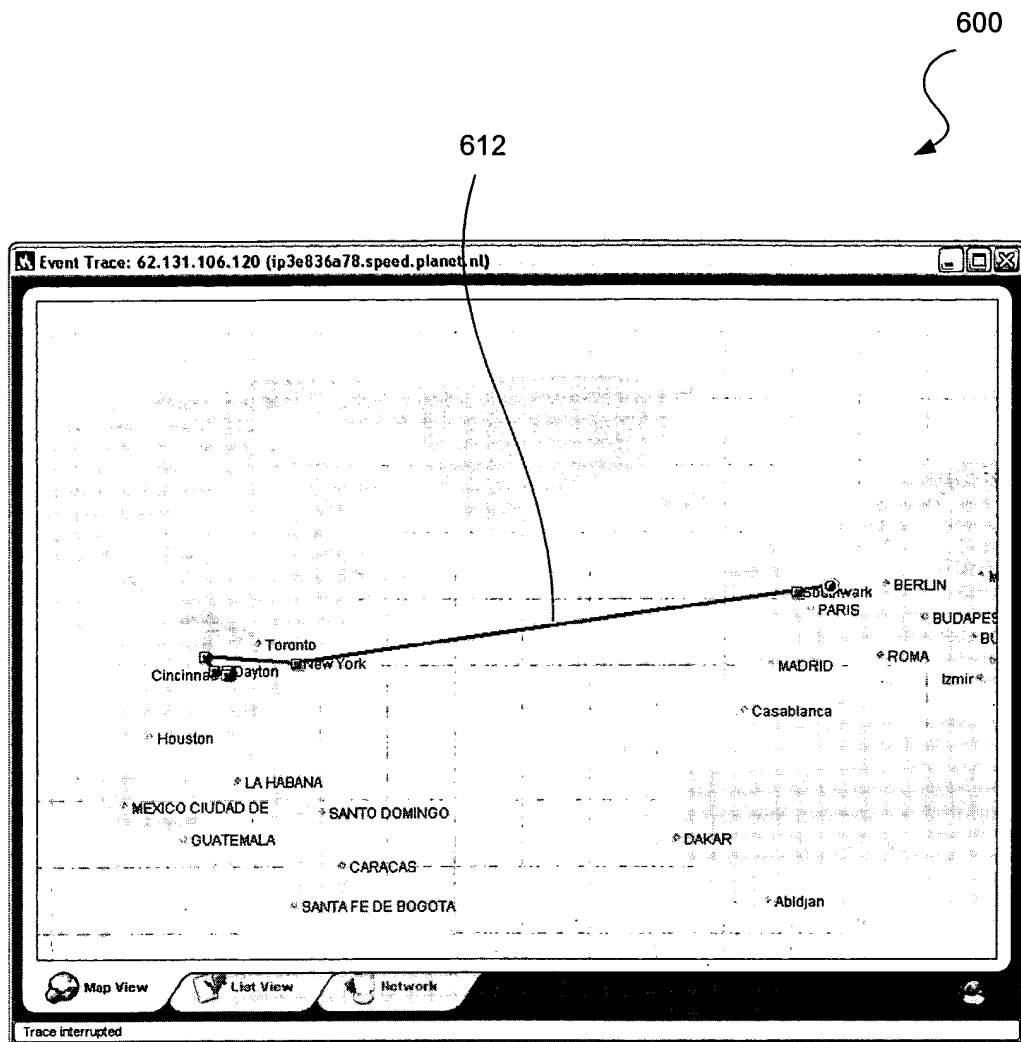 600
612
Event Trace: 62.131.106.120 (ip3e836a78.speed.planet.nl)
Southwark
BERLIN
M
PARIS
BUDAPES
BU
Toronto
New York
MADRID
ROMA
Cincinna
Dayton
Izmir
Casablanca
Houston
LA HABANA
MEXICO CIUDAD DE
SANTO DOMINGO
GUATEMALA
DAKAR
CARACAS
SANTA FE DE BOGOTA
Abidjan
Map View
List View
Network
Trace interrupted